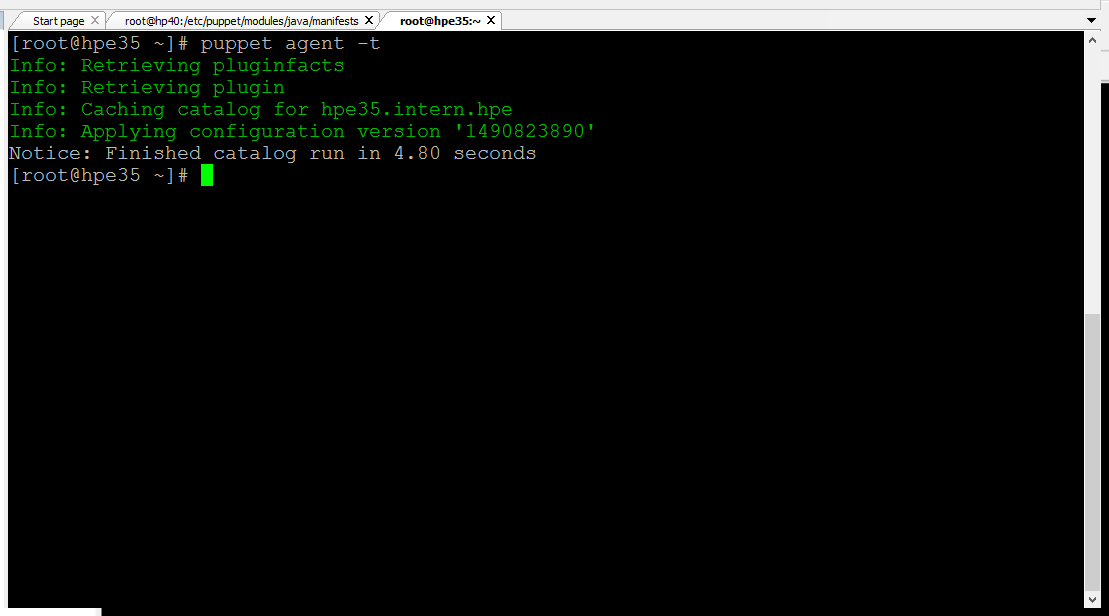 Start page
root@hp40:/etc/puppet/modules/java/manifests
root@hpe35:~
[root@hpe35 ~]# puppet agent -t
Info: Retrieving pluginfacts
Info: Retrieving plugin
Info: Caching catalog for hpe35.intern.hpe
Info: Applying configuration version '1490823890'
Notice: Finished catalog run in 4.80 seconds
[root@hpe35 ~]#